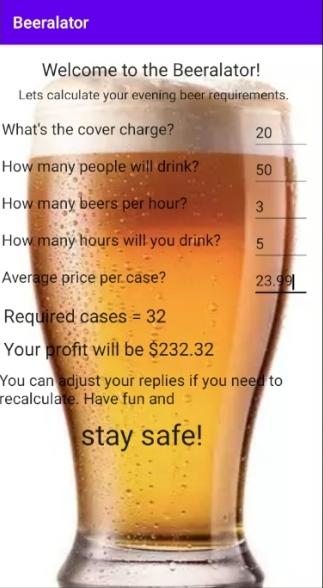 Beeralator
Welcome to the Beeralator!
Lets calculate your evening beer requirements.
What's the cover charge? 20
How many people will drink? 50
How many beers per hour? 3
How many hours will you drink? 5
Average price per case? 23.99
Required cases = 32
Your profit will be $232.32
You can adjust your replies if you need to
recalculate. Have fun and
stay safe!